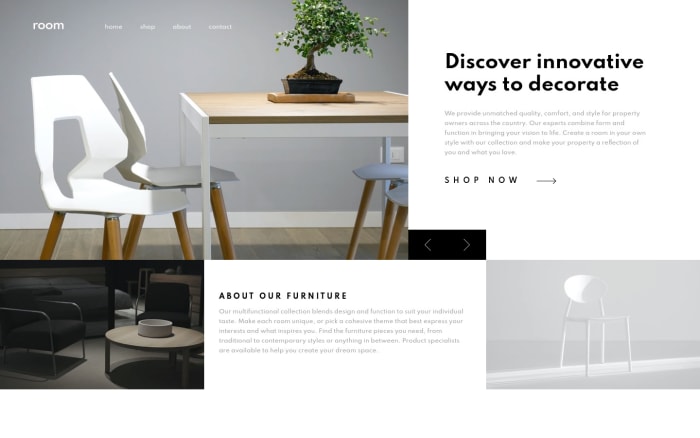 room
home shop about contact
Discover innovative
ways to decorate
We provide unmatched quality, comfort, and style for property
owners across the country. Our experts combine form and
function in bringing your vision to life. Create a room in your own
style with our collection and make your property a reflection of
you and what you love.
SHOP NOW
ABOUT OUR FURNITURE
Our multifunctional collection blends design and function to suit your individual
taste. Make each room unique, or pick a cohesive theme that best express your
interests and what inspires you. Find the furniture pieces you need, from
traditional to contemporary styles or anything in between. Product specialists
are available to help you create your dream space.